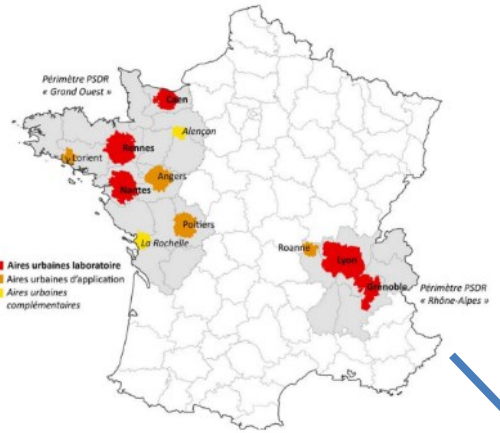 Périmètre PSDR
« Grand Ouest »
Caen
Alençon
Rennes
Lorient
Angers
Nantes
Poitiers
La Rochelle
Roanne
Lyon
Grenoble
Périmètre PSDR
« Rhône-Alpes »
Aires urbaines laboratoire
Aires urbaines d'application
Aires urbaines
complémentaires